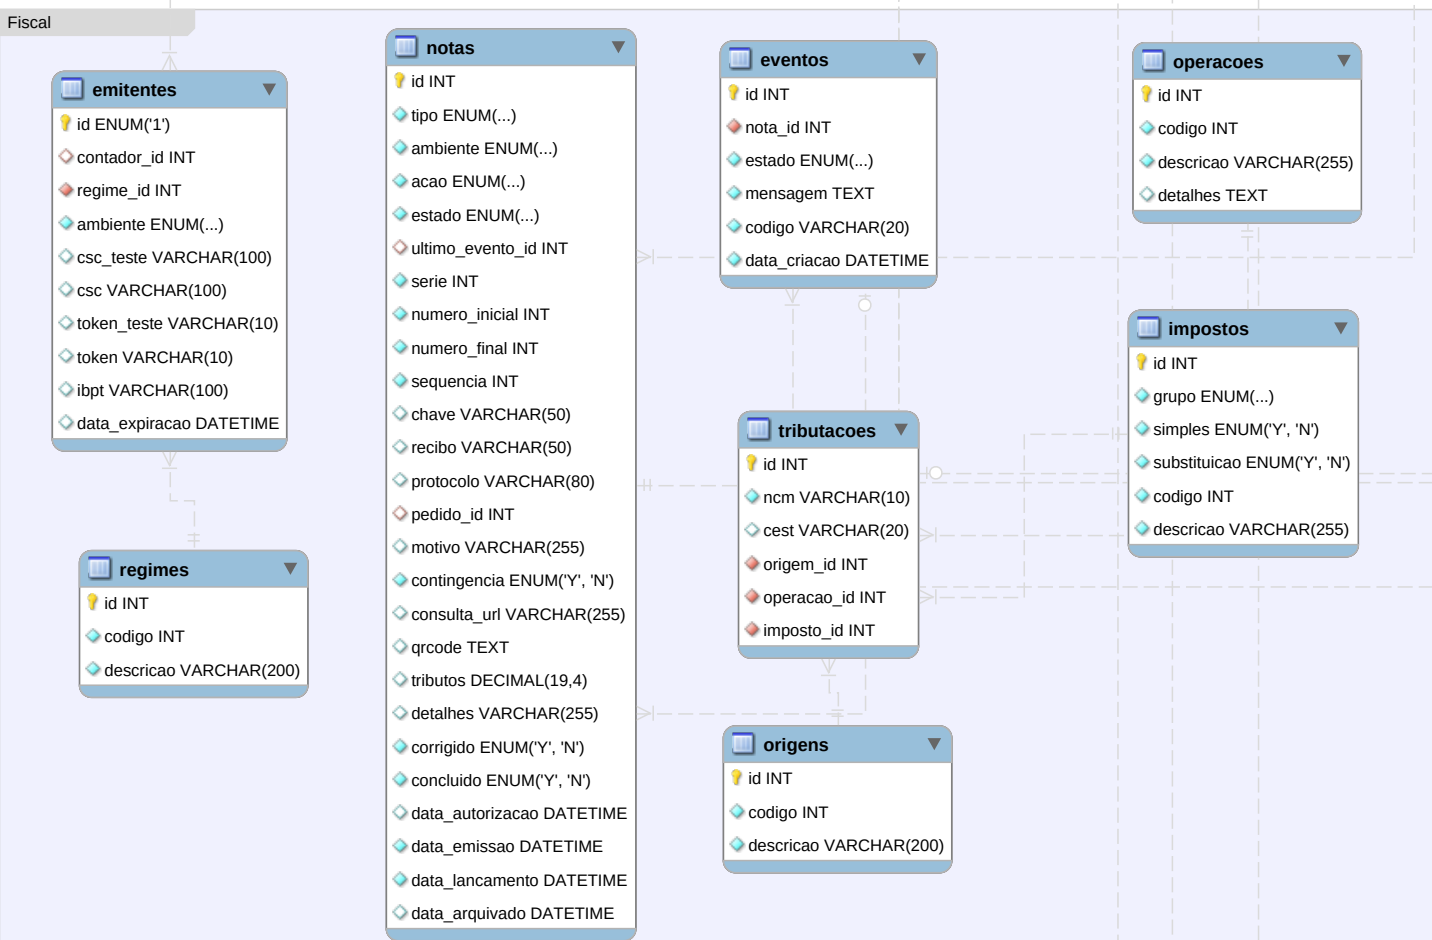 Fiscal
emitentes
id ENUM('1')
contador_id INT
regime_id INT
ambiente ENUM(...)
csc_teste VARCHAR(100)
csc VARCHAR(100)
token_teste VARCHAR(10)
token VARCHAR(10)
ibpt VARCHAR(100)
data_expiracao DATETIME
regimes
id INT
codigo INT
descricao VARCHAR(200)
notas
id INT
tipo ENUM(...)
ambiente ENUM(...)
acao ENUM(...)
estado ENUM(...)
ultimo_evento_id INT
serie INT
numero_inicial INT
numero_final INT
sequencia INT
chave VARCHAR(50)
recibo VARCHAR(50)
protocolo VARCHAR(80)
pedido_id INT
motivo VARCHAR(255)
contingencia ENUM('Y', 'N')
consulta_url VARCHAR(255)
qrcode TEXT
tributos DECIMAL(19,4)
detalhes VARCHAR(255)
corrigido ENUM('Y', 'N')
concluido ENUM('Y', 'N')
data_autorizacao DATETIME
data_emissao DATETIME
data_lancamento DATETIME
data_arquivado DATETIME
eventos
id INT
nota_id INT
estado ENUM(...)
mensagem TEXT
codigo VARCHAR(20)
data_criacao DATETIME
tributacoes
id INT
ncm VARCHAR(10)
cest VARCHAR(20)
origem_id INT
operacao_id INT
imposto_id INT
origens
id INT
codigo INT
descricao VARCHAR(200)
operacoes
id INT
codigo INT
descricao VARCHAR(255)
detalhes TEXT
impostos
id INT
grupo ENUM(...)
simples ENUM('Y', 'N')
substituicao ENUM('Y', 'N')
codigo INT
descricao VARCHAR(255)